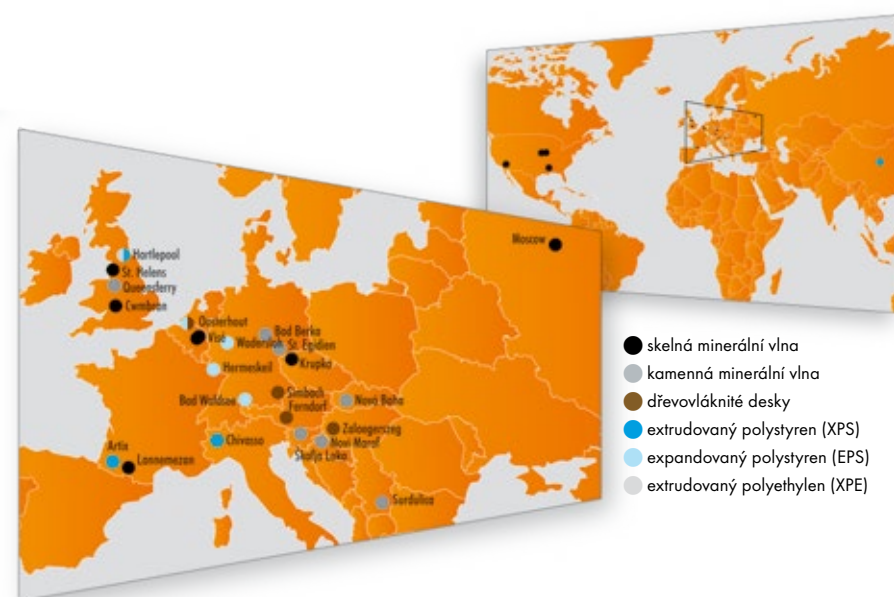 Moscow
Hartlepool
St. Helens
Queensferry
Cwmbran
Oosterhout
Visé
Wadersloh
Bad Berka
St. Egidien
Krupka
Hermeskeil
Bad Waldsee
Simbach
Ferndorf
Nova Baňa
Zalaegerszeg
Novi Marof
Skofja Loka
Chivasso
Artix
Lannemezan
Surdulica
skelná minerální vlna
kamenná minerální vlna
dřevovláknité desky
extrudovaný polystyren (XPS)
expandovaný polystyren (EPS)
extrudovaný polyethylen (XPE)